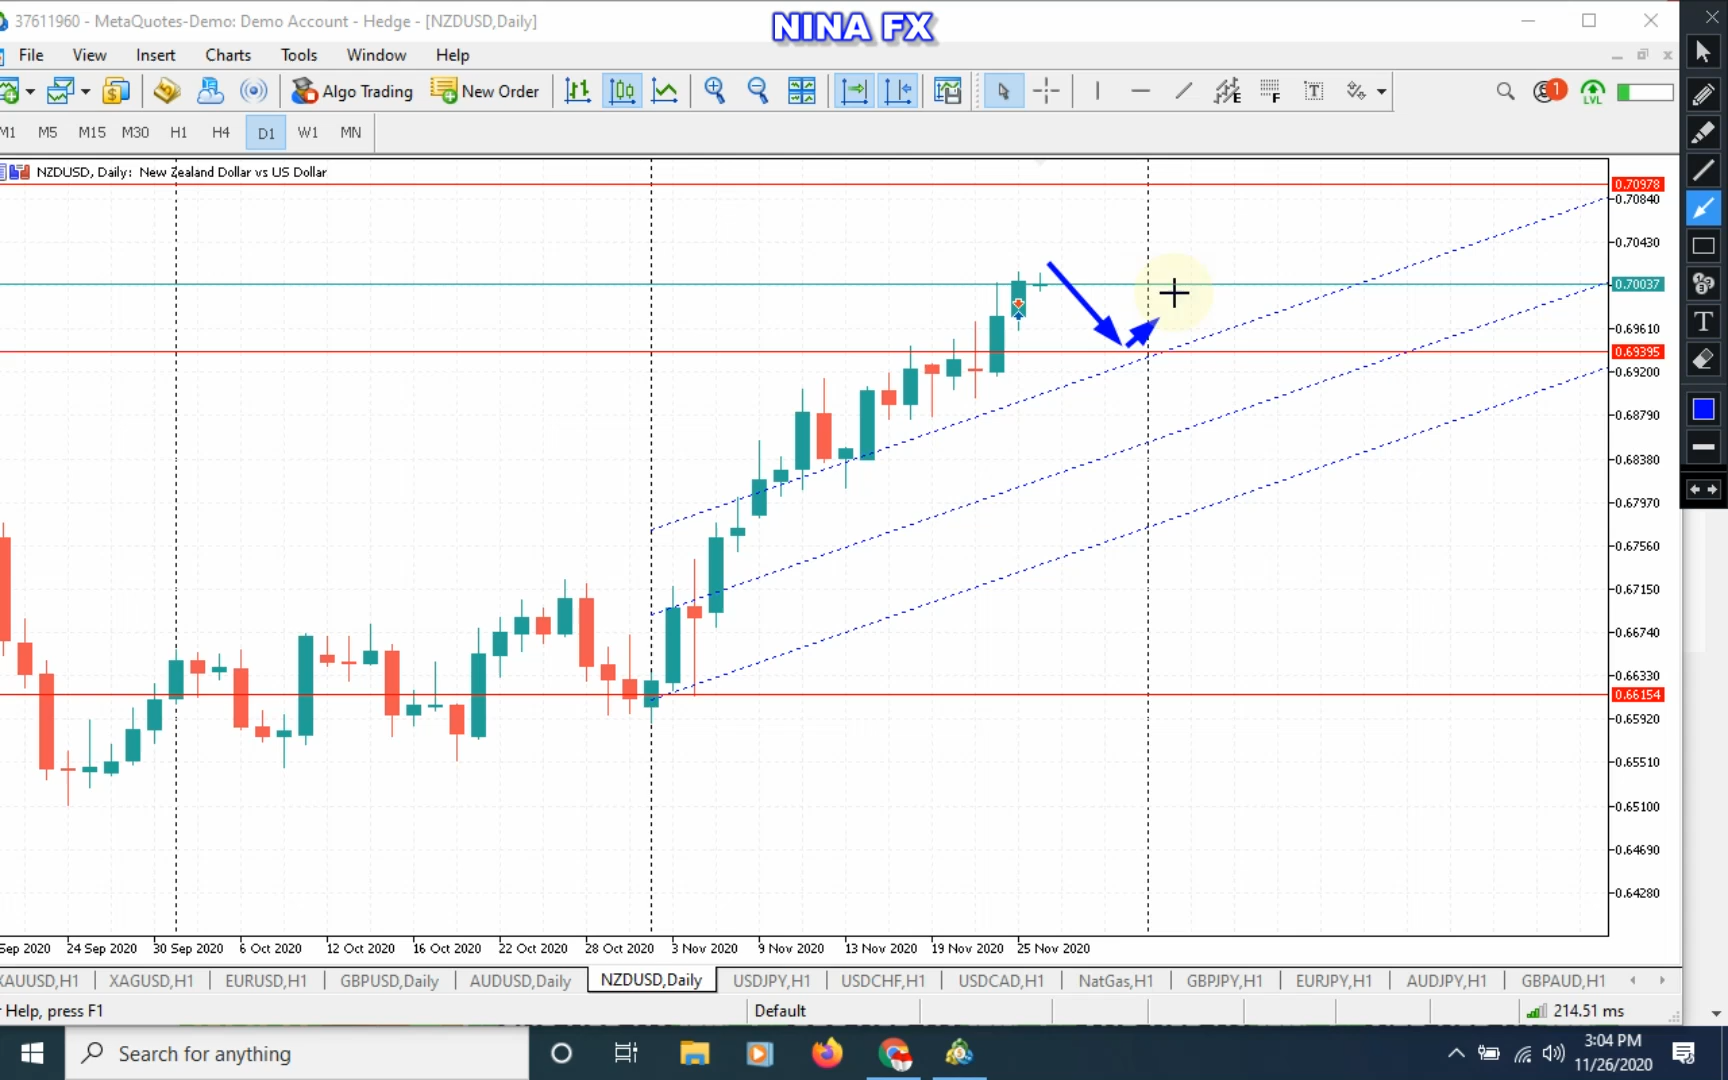 37611960 - MetaQuotes-Demo: Demo Account - Hedge - [NZDUSD,Daily]
NINA FX
File View Insert Charts Tools Window Help
Algo Trading New Order
E F T 1 LVL
M1 M5 M15 M30 H1 H4 D1 W1 MN
NZDUSD, Daily: New Zealand Dollar vs US Dollar
0.70978
0.70840
0.70430
0.70037
0.69610
0.69395
0.69200
0.68790
0.68380
0.67970
0.67560
0.67150
0.66740
0.66330
0.66154
0.65920
0.65510
0.65100
0.64690
0.64280
T
Sep 2020 24 Sep 2020 30 Sep 2020 6 Oct 2020 12 Oct 2020 16 Oct 2020 22 Oct 2020 28 Oct 2020 3 Nov 2020 9 Nov 2020 13 Nov 2020 19 Nov 2020 25 Nov 2020
XAUUSD,H1 XAGUSD,H1 EURUSD,H1 GBPUSD,Daily AUDUSD,Daily NZDUSD,Daily USDJPY,H1 USDCHF,H1 USDCAD,H1 NatGas,H1 GBPJPY,H1 EURJPY,H1 AUDJPY,H1 GBPAUD,H1
r Help, press F1 Default 214.51 ms
Search for anything
3:04 PM
11/26/2020